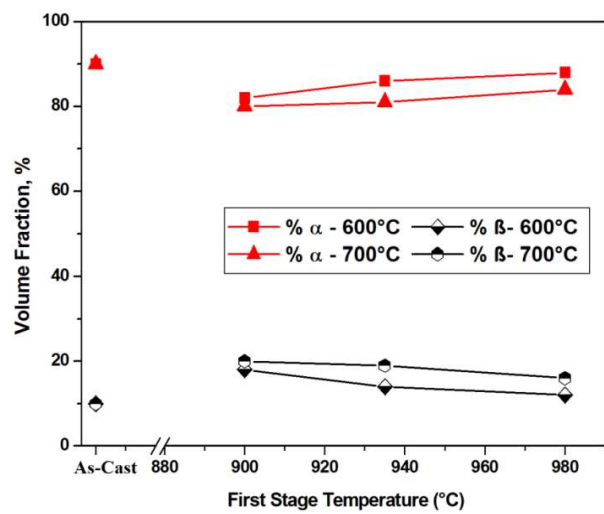 100
80
60
40
20
0
Volume Fraction, %
% α - 600°C % ß- 600°C
% α - 700°C % ß- 700°C
As-Cast 880 900 920 940 960 980
First Stage Temperature (°C)